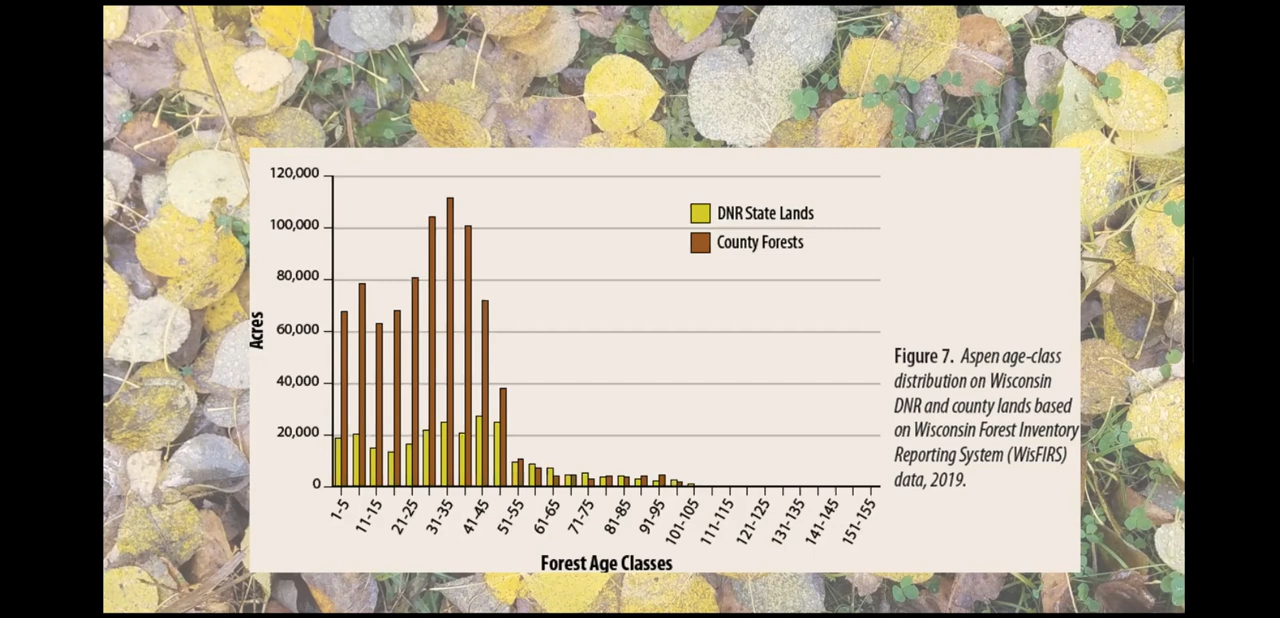 120,000
100,000
80,000
60,000
40,000
20,000
0
Acres
DNR State Lands
County Forests
1-5
11-15
21-25
31-35
41-45
51-55
61-65
71-75
81-85
91-95
101-105
111-115
121-125
131-135
141-145
151-155
Forest Age Classes
Figure 7. Aspen age-class
distribution on Wisconsin
DNR and county lands based
on Wisconsin Forest Inventory
Reporting System (WisFIRS)
data, 2019.